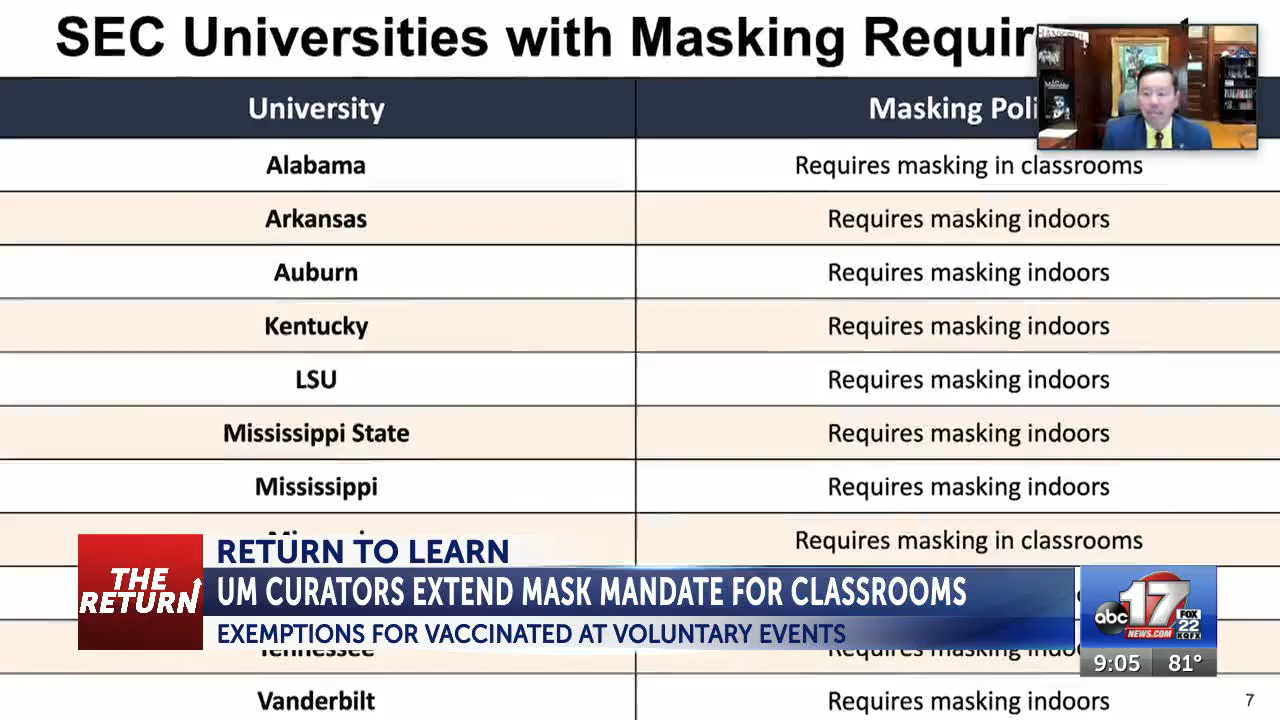 SEC Universities with Masking
University
Masking
Alabama
Requires masking in classrooms
Arkansas
Requires masking indoors
Auburn
Requires masking indoors
Kentucky
Requires masking indoors
LSU
Requires masking indoors
Mississippi State
Requires masking indoors
Mississippi
Requires masking indoors
Requires masking in classrooms
THE
RETURN
RETURN TO LEARN
UM CURATORS EXTEND MASK MANDATE FOR CLASSROOMS
EXEMPTIONS FOR VACCINATED AT VOLUNTARY EVENTS
abc 17
NEWS.COM
FOX
22
KQFX
9:05 81°
Tennessee
Requires masking
Vanderbilt
Requires masking indoors
7